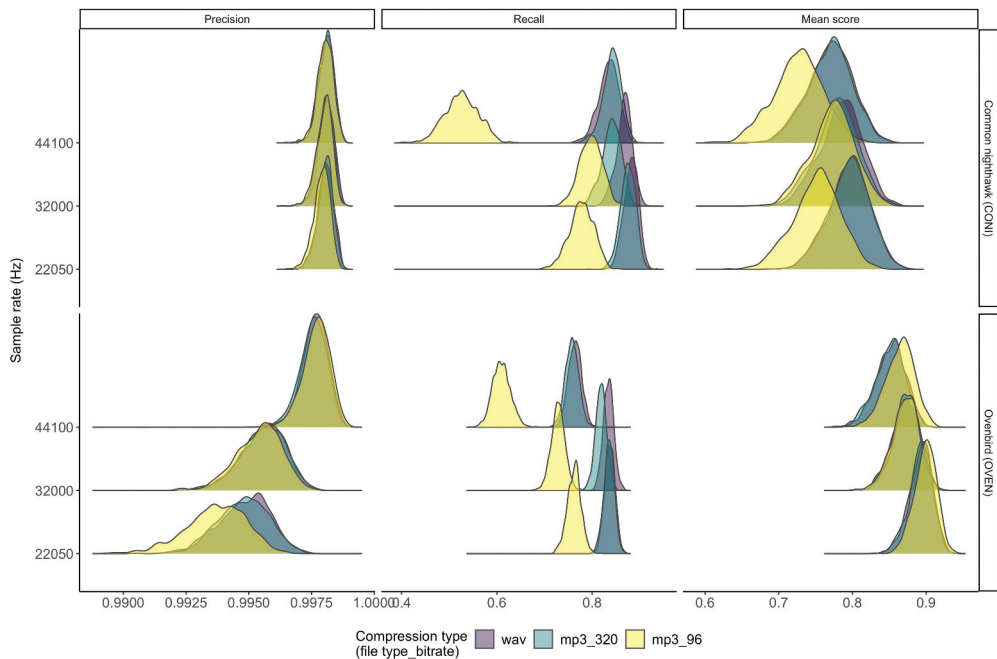 Precision
Recall
Mean score
Sample rate (Hz)
44100
32000
22050
Common nighthawk (CONI)
44100
32000
22050
Ovenbird (OVEN)
0.9900
0.9925
0.9950
0.9975
1.0000
0.4
0.6
0.8
0.6
0.7
0.8
0.9
Compression type
(file type_bitrate)
wav
mp3_320
mp3_96